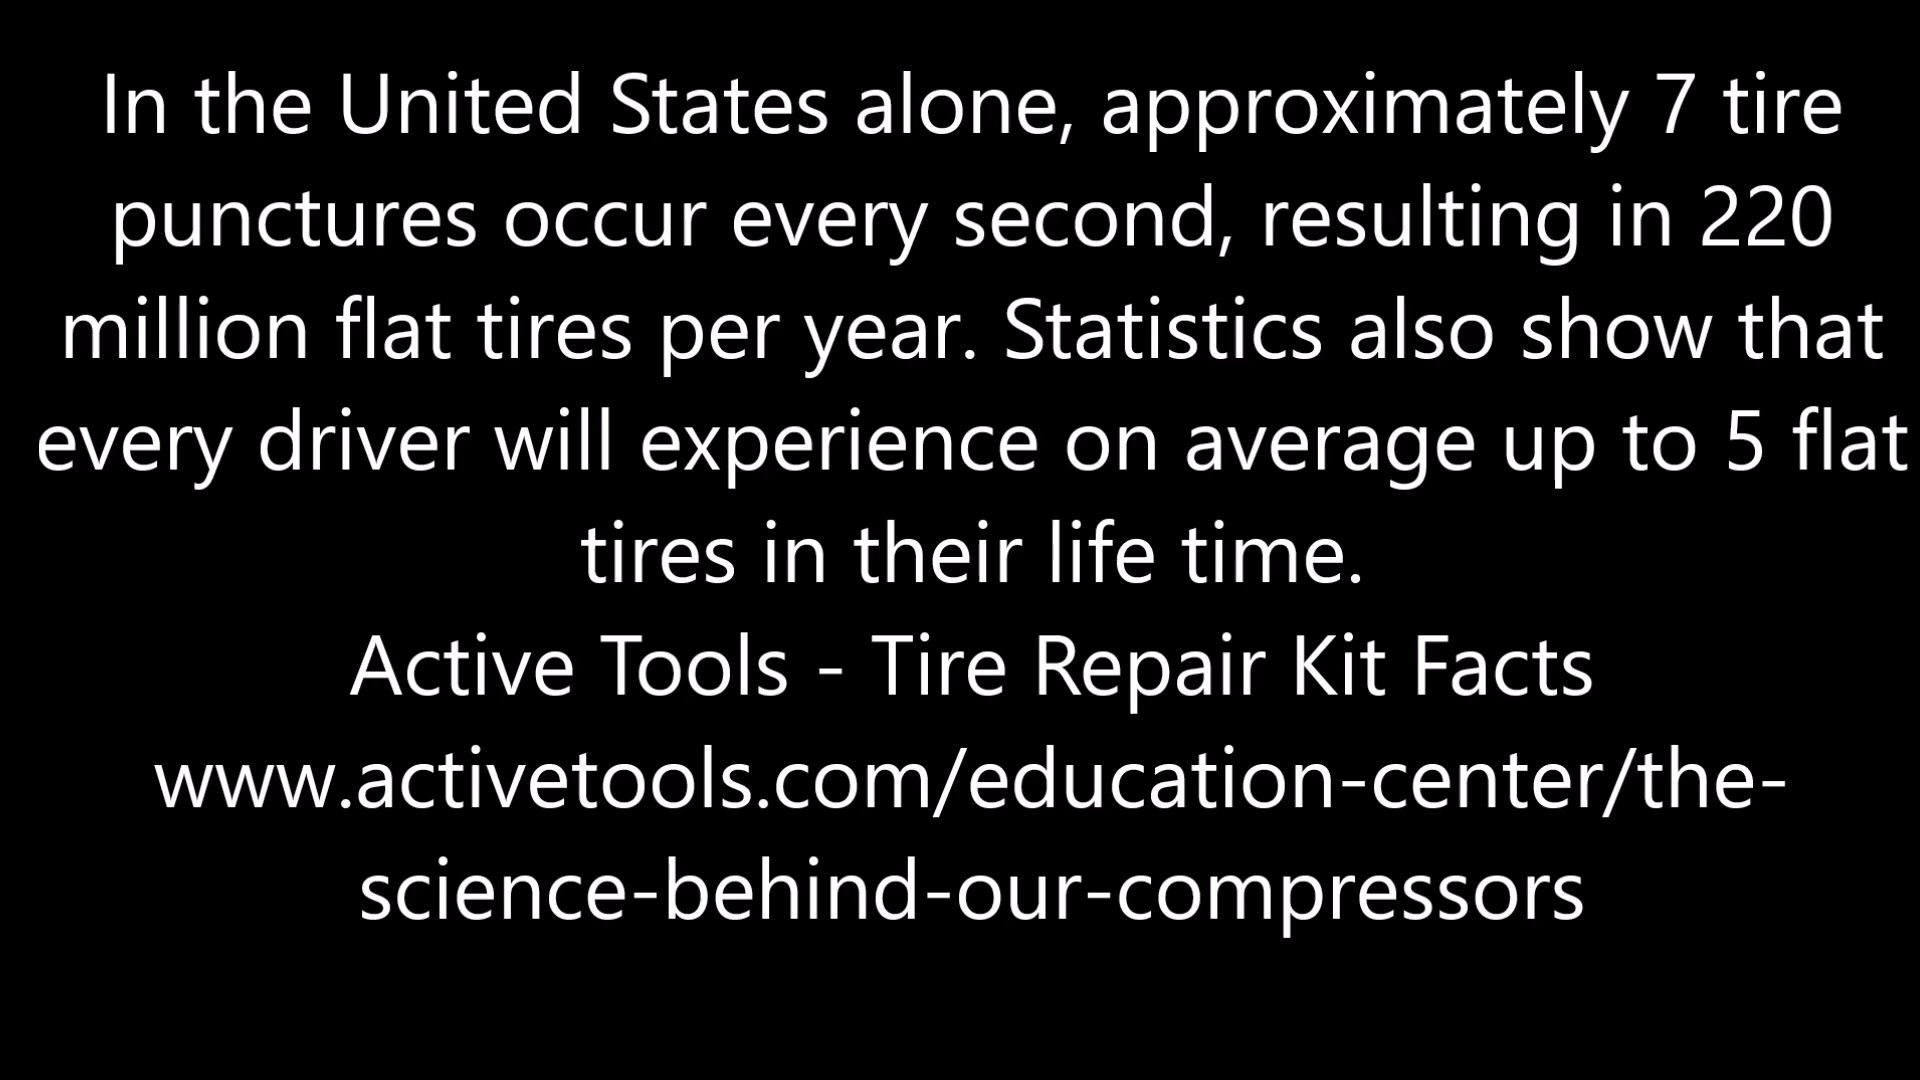 In the United States alone, approximately 7 tire
punctures occur every second, resulting in 220
million flat tires per year. Statistics also show that
every driver will experience on average up to 5 flat
tires in their life time.
Active Tools - Tire Repair Kit Facts
www.activetools.com/education-center/the-
science-behind-our-compressors